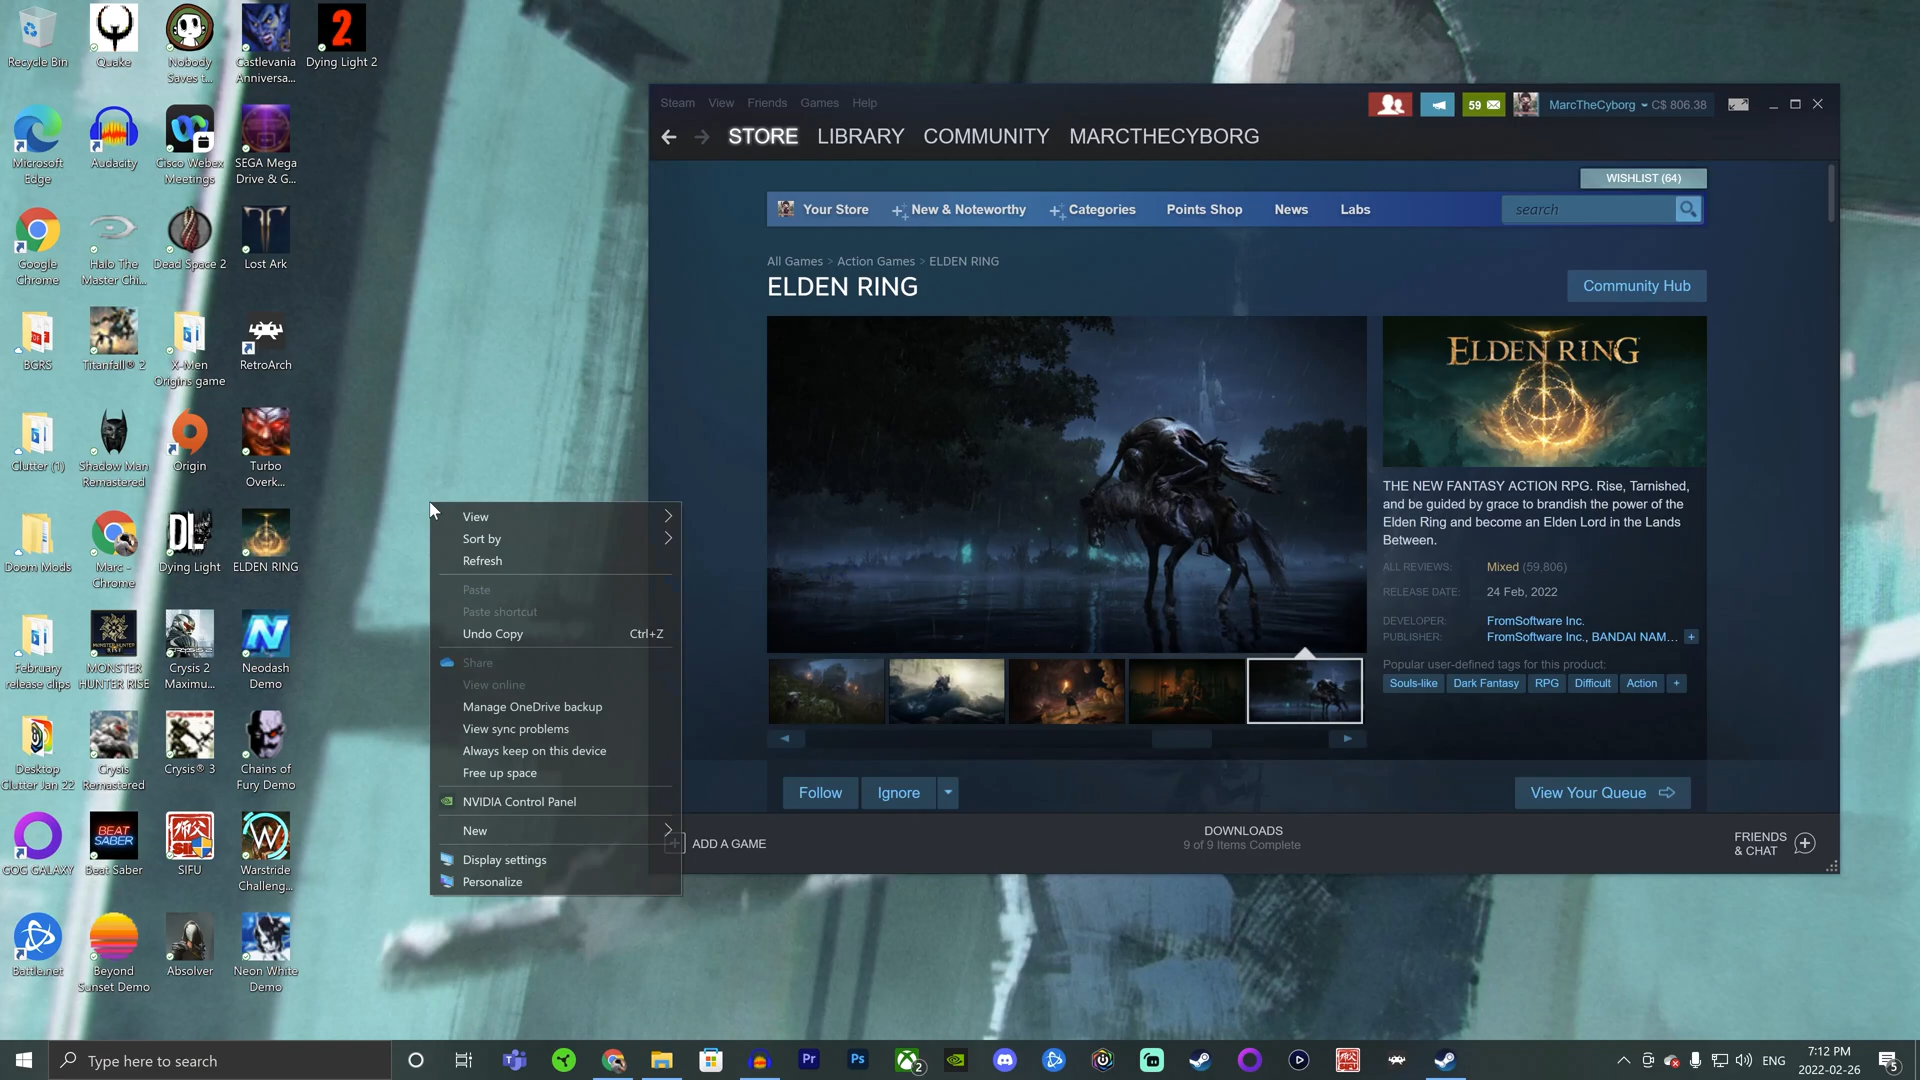 Recycle Bin
Quake
Nobody
Saves t...
Castlevania
Anniversa...
2
Dying Light 2
Microsoft
Edge
Audacity
Cisco Webex
Meetings
SEGA Mega
Drive & G...
Google
Chrome
Halo The
Master Chi...
Dead Space 2
Lost Ark
BGRS
Titanfall® 2
X-Men
Origins game
RetroArch
Clutter (1)
Shadow Man
Remastered
Origin
Turbo
Overk...
Doom Mods
Marc -
Chrome
DL
Dying Light
ELDEN RING
February
release clips
MONSTER
HUNTER RISE
Crysis 2
Maximu...
Neodash
Demo
Desktop
Clutter Jan 22
Crysis
Remastered
Crysis® 3
Chains of
Fury Demo
GOG GALAXY
BEAT
SABER
Beat Saber
SIFU
Warstride
Challeng...
Battle.net
Beyond
Sunset Demo
Absolver
Neon White
Demo
View
Sort by
Refresh
Paste
Paste shortcut
Undo Copy Ctrl+Z
Share
View online
Manage OneDrive backup
View sync problems
Always keep on this device
Free up space
NVIDIA Control Panel
New
Display settings
Personalize
Steam View Friends Games Help
59
MarcTheCyborg C$ 806.38
STORE LIBRARY COMMUNITY MARCTHECYBORG
WISHLIST (64)
Your Store New & Noteworthy Categories Points Shop News Labs
search
All Games > Action Games > ELDEN RING
ELDEN RING
Community Hub
ELDEN RING
THE NEW FANTASY ACTION RPG. Rise, Tarnished,
and be guided by grace to brandish the power of the
Elden Ring and become an Elden Lord in the Lands
Between.
ALL REVIEWS: Mixed (59,806)
RELEASE DATE: 24 Feb, 2022
DEVELOPER: FromSoftware Inc.
PUBLISHER: FromSoftware Inc., BANDAI NAM... +
Popular user-defined tags for this product:
Souls-like Dark Fantasy RPG Difficult Action +
Follow Ignore
View Your Queue
ADD A GAME
DOWNLOADS
9 of 9 Items Complete
FRIENDS
& CHAT
Type here to search
Pr
Ps
2
ENG
7:12 PM
2022-02-26
5